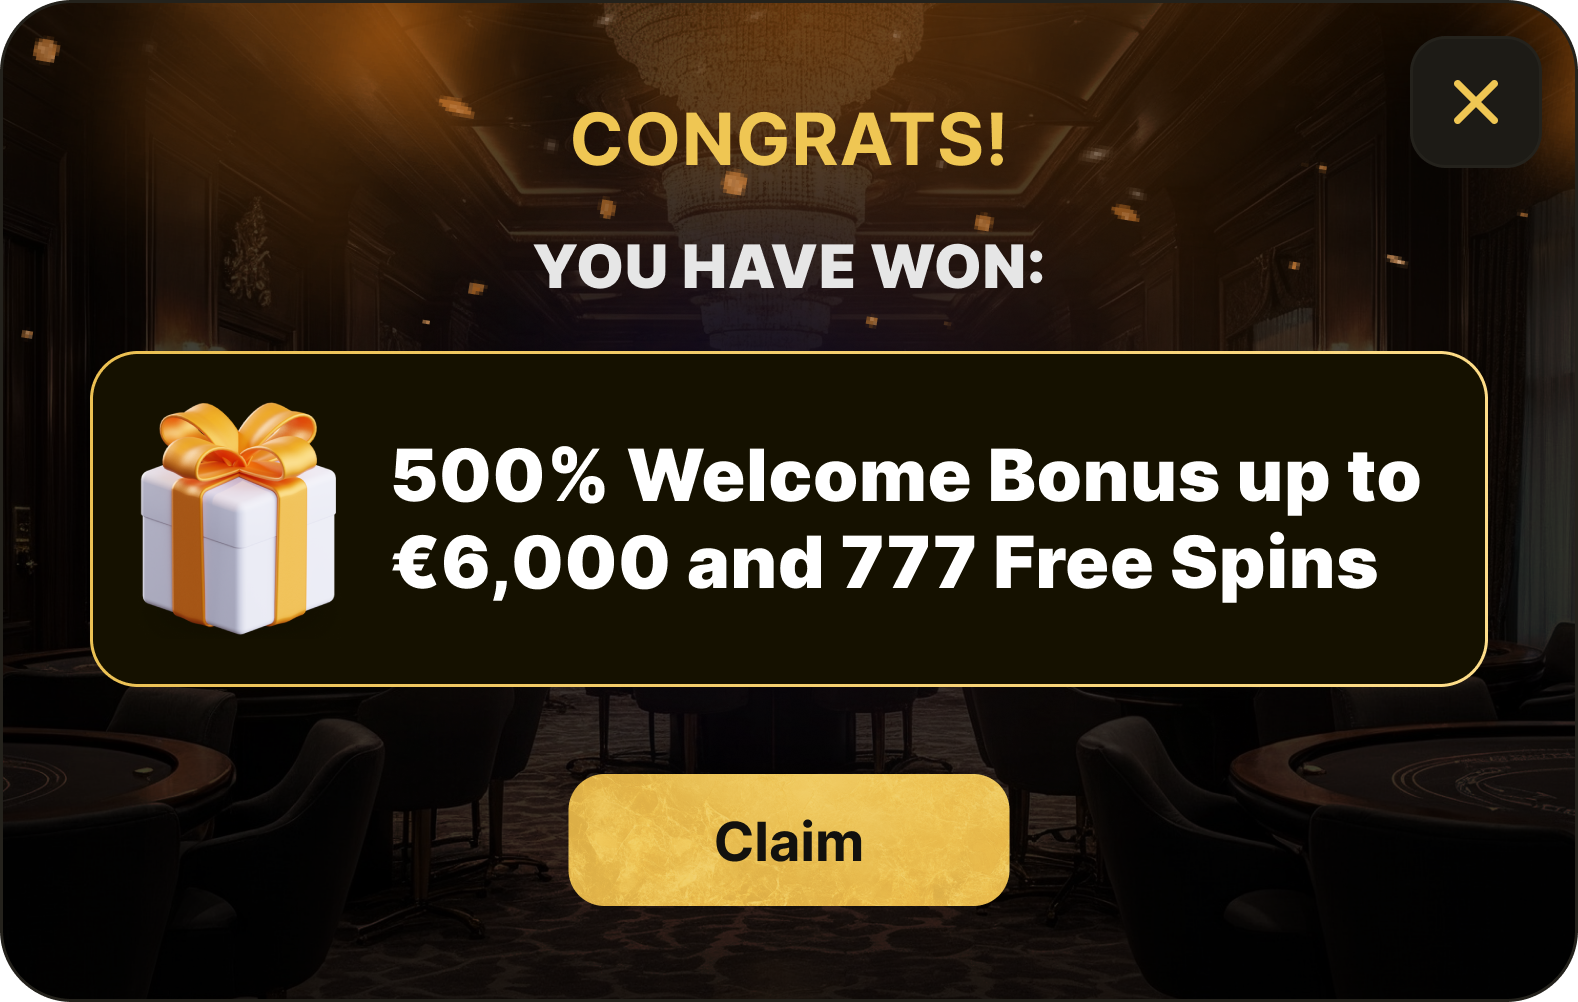 CONGRATS!
YOU HAVE WON:
500% Welcome Bonus up to
€6,000 and 777 Free Spins
Claim